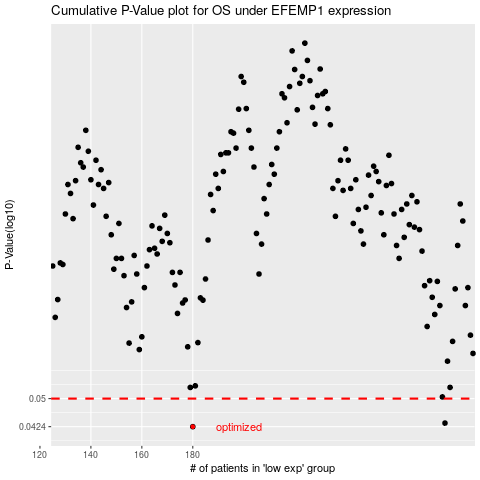 Cumulative P-Value plot for OS under EFEMP1 expression
P-Value(log10)
0.05
0.0424
optimized
120 140 160 180
# of patients in 'low exp' group